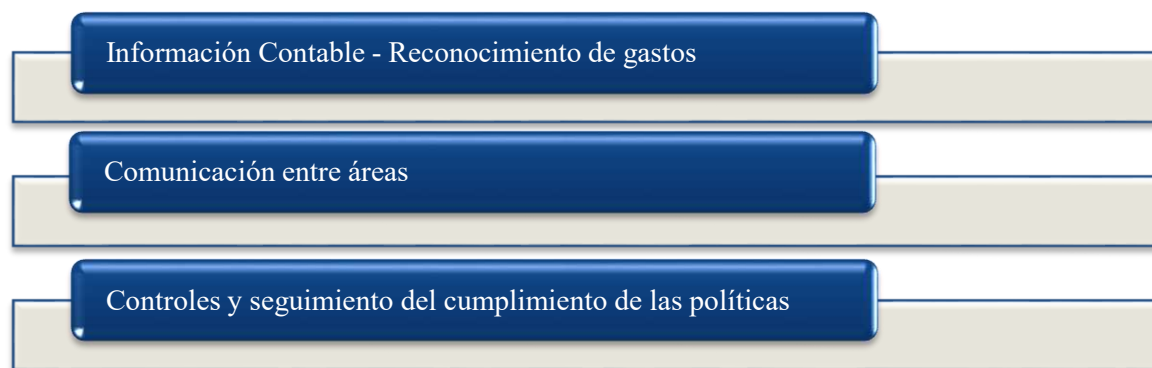 Información Contable - Reconocimiento de gastos
Comunicación entre áreas
Controles y seguimiento del cumplimiento de las políticas